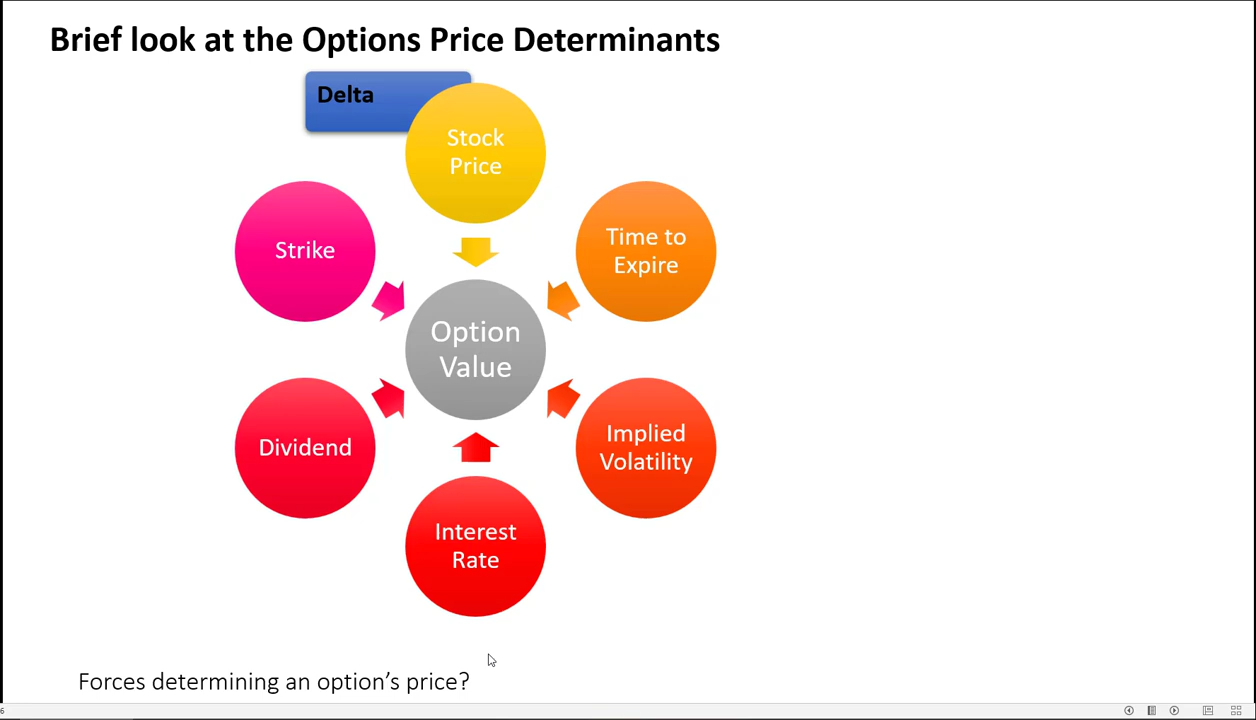 Brief look at the Options Price Determinants
Delta
Stock
Price
Strike
Time to
Expire
Option
Value
Dividend
Implied
Volatility
Interest
Rate
Forces determining an option’s price?
6